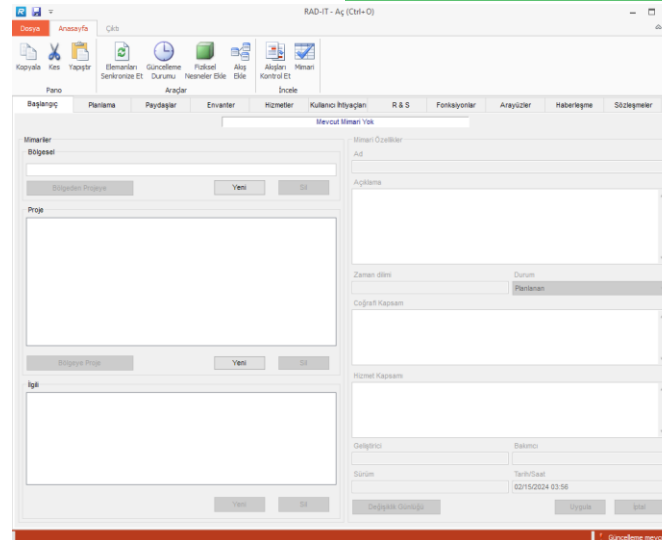 RAD-IT - Aç (Ctrl+O)
Dosya Anasayfa Çıktı
Kopyala Kes Yapıştır Elemanları Senkronize Et Güncelleme Durumu Fiziksel Nesneler Ekle Akış Ekle Akışları Kontrol Et Mimari
Pano Araçlar İncele
Başlangıç Planlama Paydaşlar Envanter Hizmetler Kullanıcı İhtiyaçları R & S Fonksiyonlar Arayüzler Haberleşme Sözleşmeler
Mevcut Mimari Yok
Mimariler
Bölgesel
Bölgeden Projeye Yeni Sil
Proje
Bölgeye Proje Yeni Sil
İlgili
Yeni Sil
Mimari Özellikler
Ad
Açıklama
Zaman dilimi Durum
Planlanan
Coğrafi Kapsam
Hizmet Kapsamı
Geliştirici Bakımcı
Sürüm Tarih/Saat
02/15/2024 03:56
Değişiklik Günlüğü Uygula İptal
Güncelleme mevc